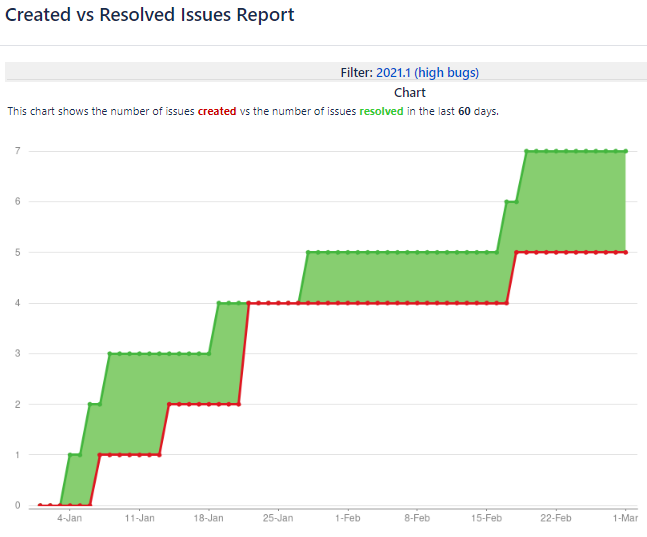 Created vs Resolved Issues Report
Filter: 2021.1 (high bugs)
Chart
This chart shows the number of issues created vs the number of issues resolved in the last 60 days.
7
6
5
4
3
2
1
0
4-Jan 11-Jan 18-Jan 25-Jan 1-Feb 8-Feb 15-Feb 22-Feb 1-Mar